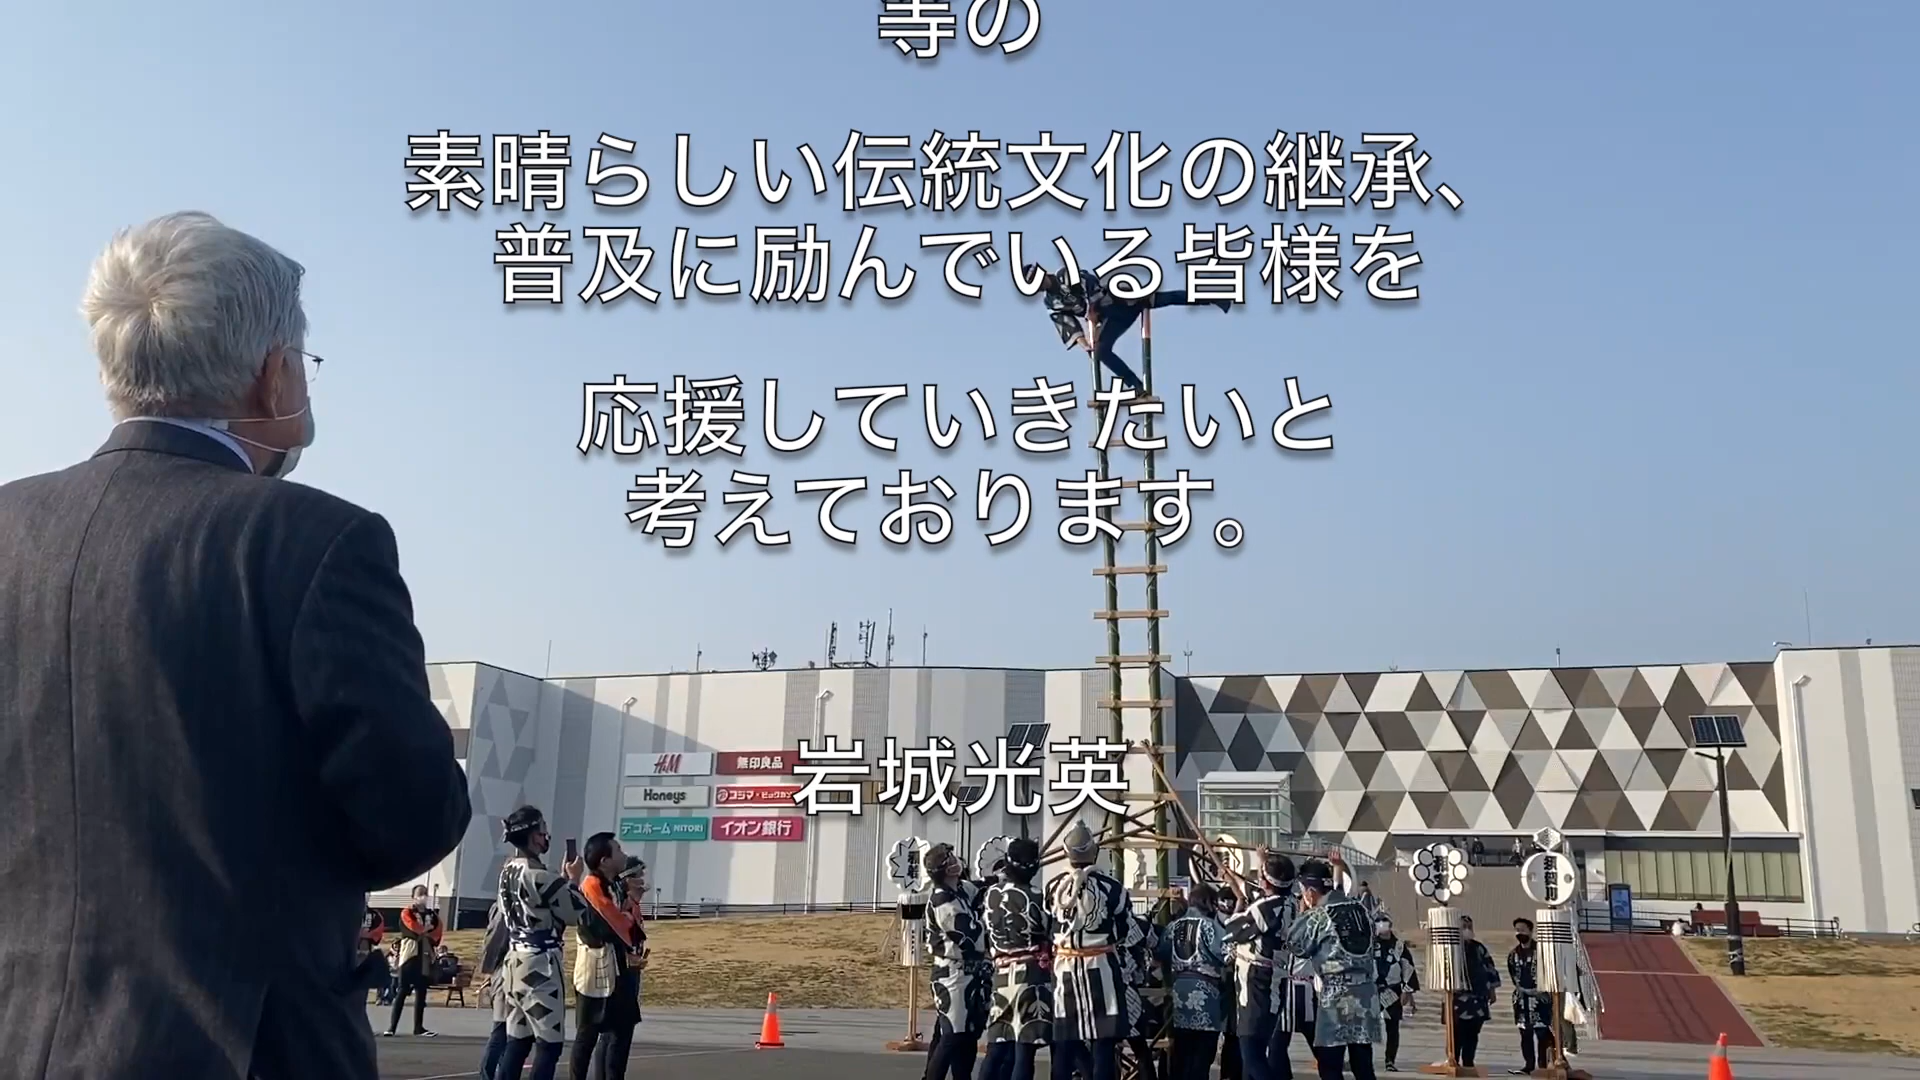 等の
素晴らしい伝統文化の継承、
普及に励んでいる皆様を
応援していきたいと
考えております。
岩城光英
H&M
無印良品
Honeys
コジマ×ビックカメラ
デコホーム NITORI
イオン銀行
須賀川